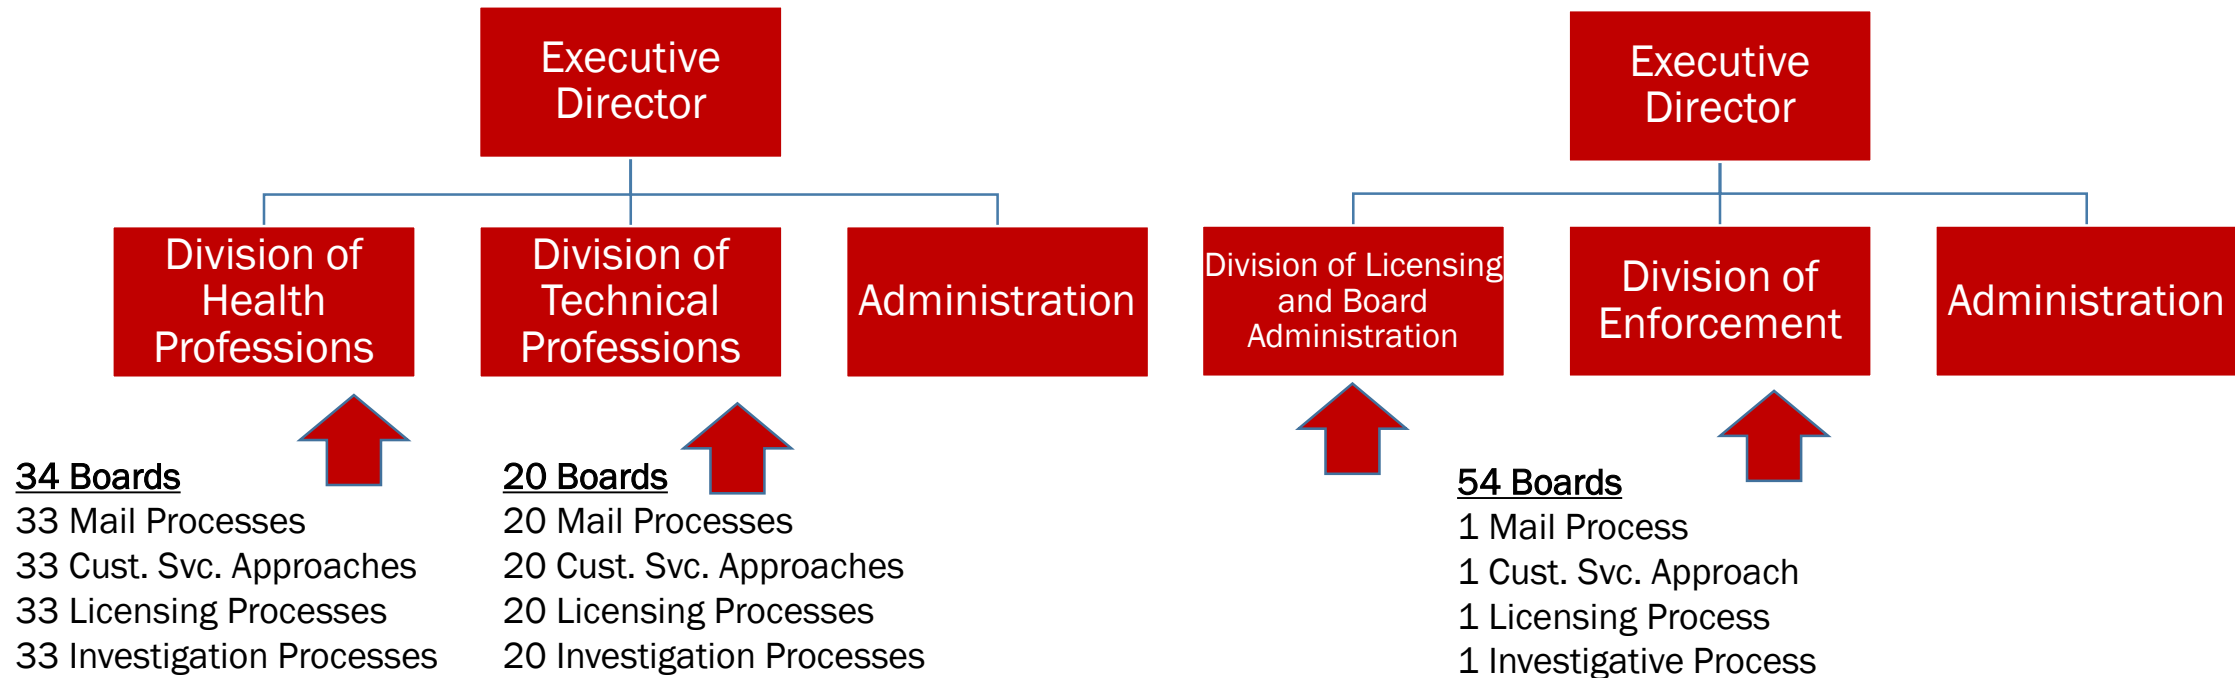 Executive
Director
Division of
Health
Professions
Division of
Technical
Professions
Administration
34 Boards
33 Mail Processes
33 Cust. Svc. Approaches
33 Licensing Processes
33 Investigation Processes
20 Boards
20 Mail Processes
20 Cust. Svc. Approaches
20 Licensing Processes
20 Investigation Processes
Executive
Director
Division of Licensing
and Board
Administration
Division of
Enforcement
Administration
54 Boards
1 Mail Process
1 Cust. Svc. Approach
1 Licensing Process
1 Investigative Process